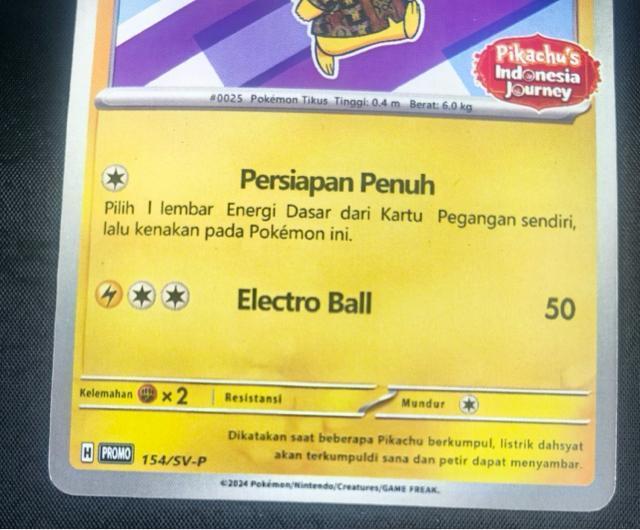 Pikachu's
Indonesia
Journey
#0025 Pokémon Tikus Tinggi: 0.4 m Berat: 6.0 kg
Persiapan Penuh
Pilih 1 lembar Energi Dasar dari Kartu Pegangan sendiri,
lalu kenakan pada Pokémon ini.
Electro Ball 50
Kelemahan ×2 Resistansi Mundur
Dikatakan saat beberapa Pikachu berkumpul, listrik dahsyat
akan terkumpuldi sana dan petir dapat menyambar.
H PROMO 154/SV-P
©2024 Pokémon/Nintendo/Creatures/GAME FREAK.